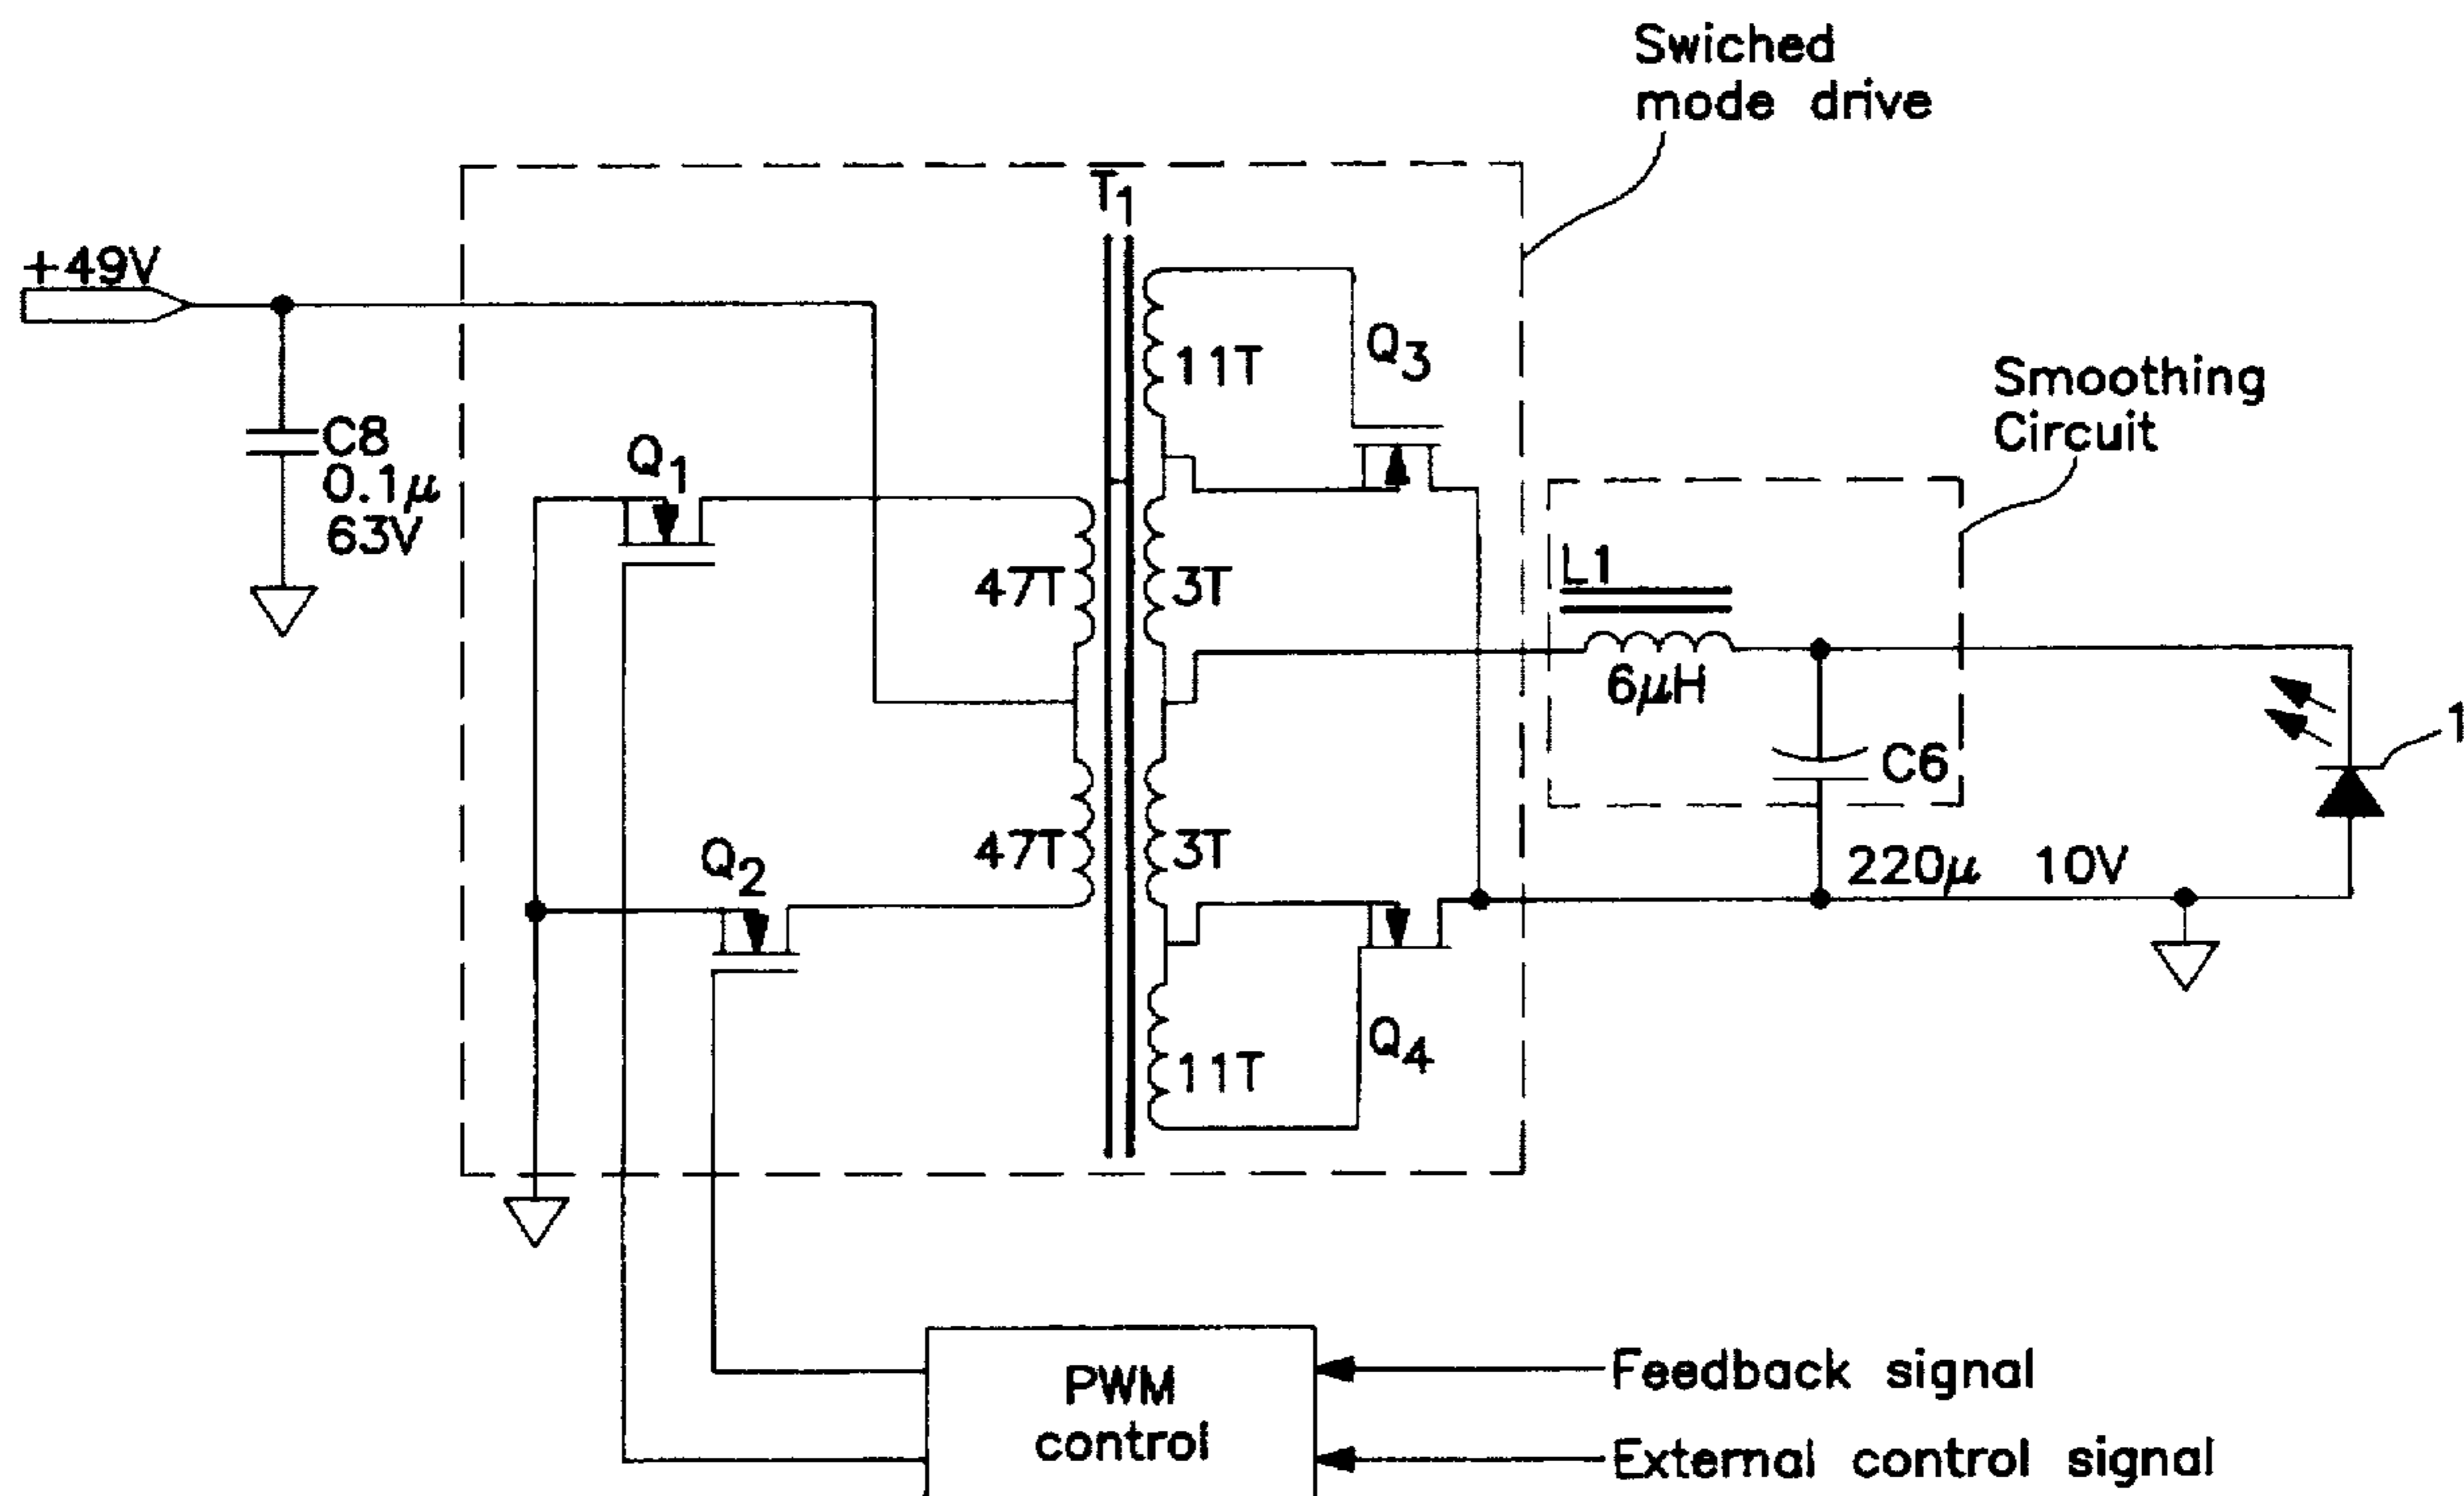 Swiched
mode drive
T1
+49V
Q3
11T
Smoothing
Circuit
C8
0.1μ
63V
Q1
L1
47T
3T
6μH
1
C6
Q2
47T
3T
220μ 10V
Q4
11T
PWM
control
Feedback signal
External control signal